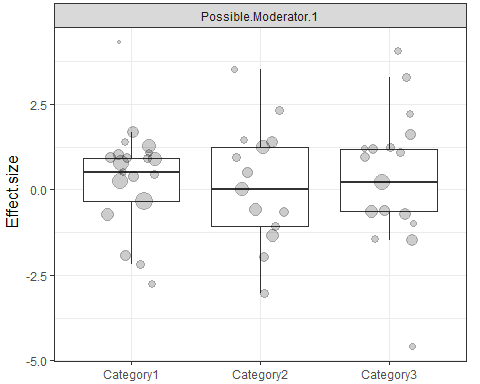 Possible.Moderator.1
Effect.size
2.5
0.0
-2.5
-5.0
Category1 Category2 Category3